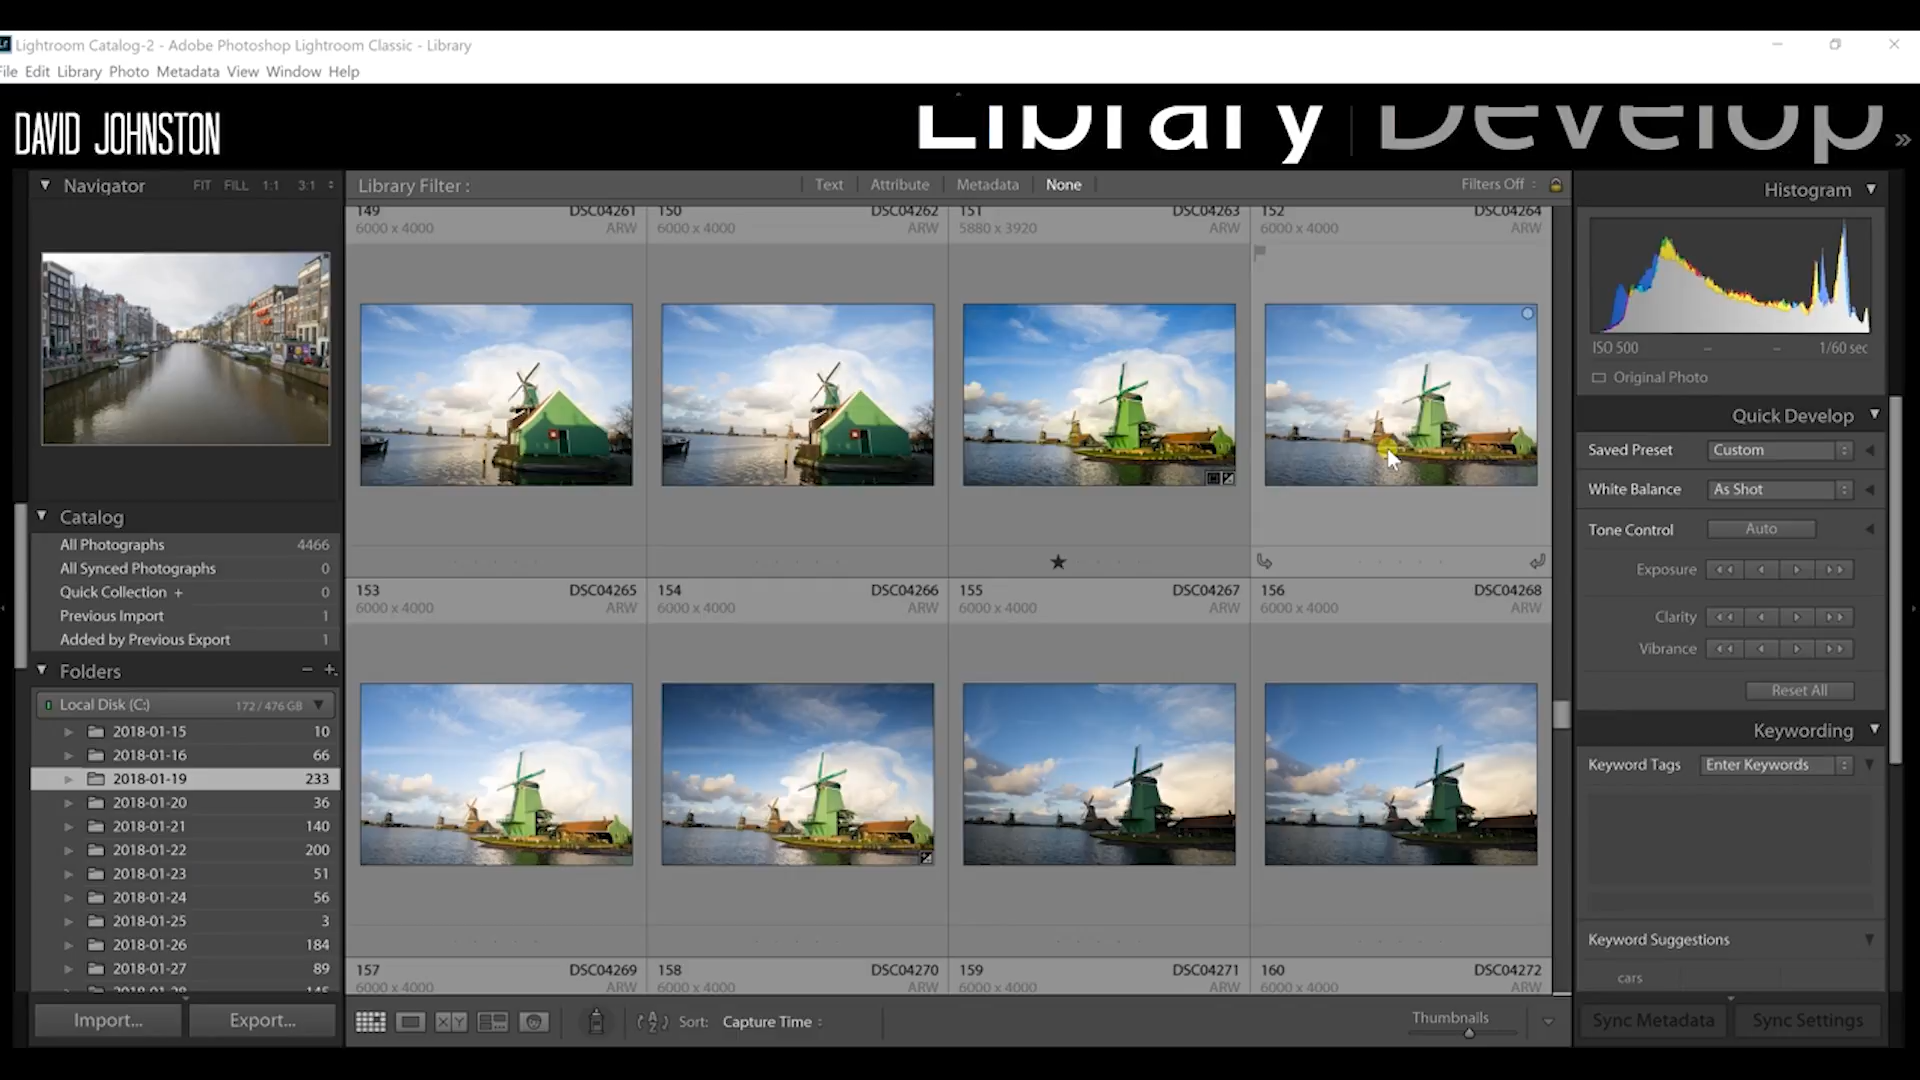 Lightroom Catalog-2 - Adobe Photoshop Lightroom Classic - Library
File Edit Library Photo Metadata View Window Help
DAVID JOHNSTON
Library | Develop
Navigator FIT FILL 1:1 3:1
Library Filter : Text Attribute Metadata None Filters Off
Histogram
149 DSC04261 150 DSC04262 151 DSC04263 152 DSC04264
6000 x 4000 ARW 6000 x 4000 ARW 5880 x 3920 ARW 6000 x 4000 ARW
ISO 500 – – 1/60 sec
Original Photo
Quick Develop
Saved Preset Custom
White Balance As Shot
Tone Control Auto
Exposure
Clarity
Vibrance
Reset All
Catalog
All Photographs 4466
All Synced Photographs 0
Quick Collection + 0
Previous Import 1
Added by Previous Export 1
Folders
Local Disk (C:) 172 / 476 GB
2018-01-15 10
2018-01-16 66
2018-01-19 233
2018-01-20 36
2018-01-21 140
2018-01-22 200
2018-01-23 51
2018-01-24 56
2018-01-25 3
2018-01-26 184
2018-01-27 89
2018-01-28 145
153 DSC04265 154 DSC04266 155 DSC04267 156 DSC04268
6000 x 4000 ARW 6000 x 4000 ARW 6000 x 4000 ARW 6000 x 4000 ARW
Keywording
Keyword Tags Enter Keywords
Keyword Suggestions
cars
157 DSC04269 158 DSC04270 159 DSC04271 160 DSC04272
6000 x 4000 ARW 6000 x 4000 ARW 6000 x 4000 ARW 6000 x 4000 ARW
Import... Export...
X Y
Sort: Capture Time
Thumbnails
Sync Metadata Sync Settings